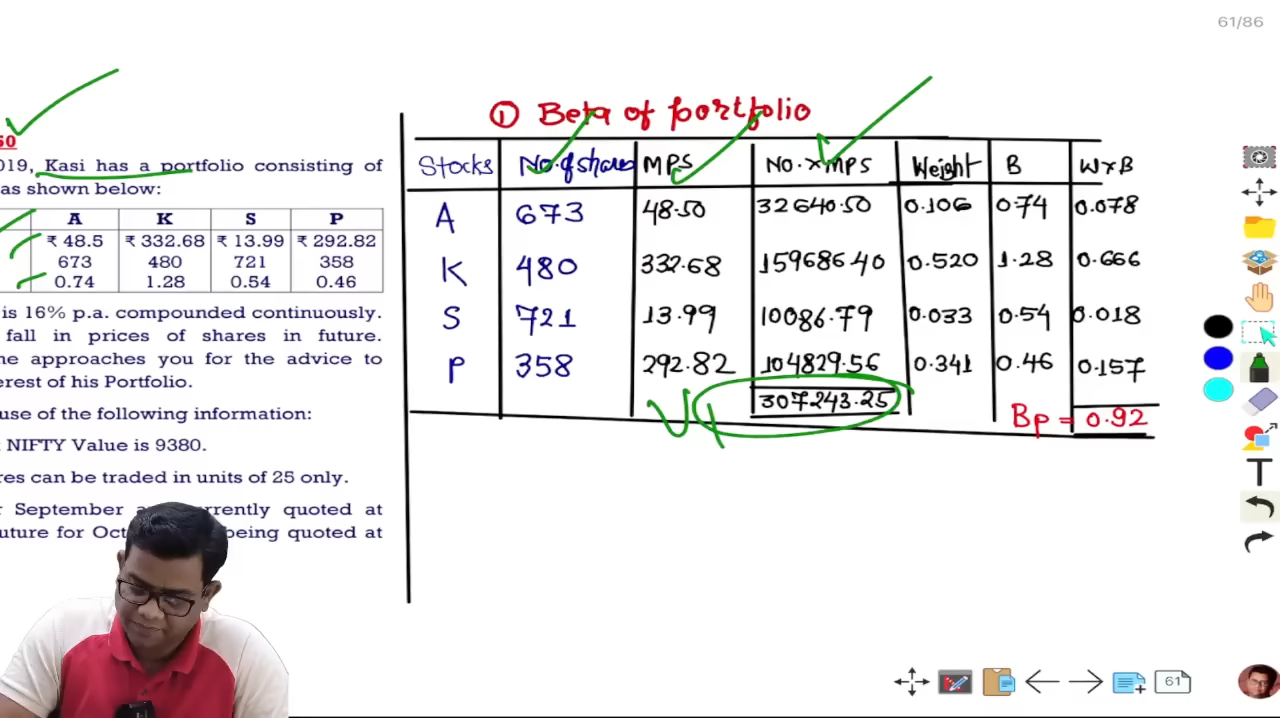 61/86
50
019, Kasi has a portfolio consisting of
as shown below:
A K S P
₹ 48.5 ₹ 332.68 ₹ 13.99 ₹ 292.82
673 480 721 358
0.74 1.28 0.54 0.46
is 16% p.a. compounded continuously.
fall in prices of shares in future.
approaches you for the advice to
of his Portfolio.
use of the following information:
NIFTY Value is 9380.
can be traded in units of 25 only.
September currently quoted at
for being quoted at
① Beta of portfolio
Stocks No. of shares MPS No. × MPS Weight B W×B
A 673 48.50 32640.50 0.106 0.74 0.078
K 480 332.68 159686.40 0.520 1.28 0.666
S 721 13.99 10086.79 0.033 0.54 0.018
P 358 292.82 104829.56 0.341 0.46 0.157
Vf 307243.25 Bp = 0.92
T
61